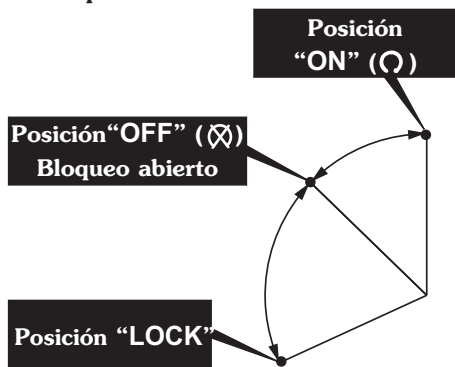 Posición
“ON” (Ω)
Posición“OFF” (⨂)
Bloqueo abierto
Posición “LOCK”